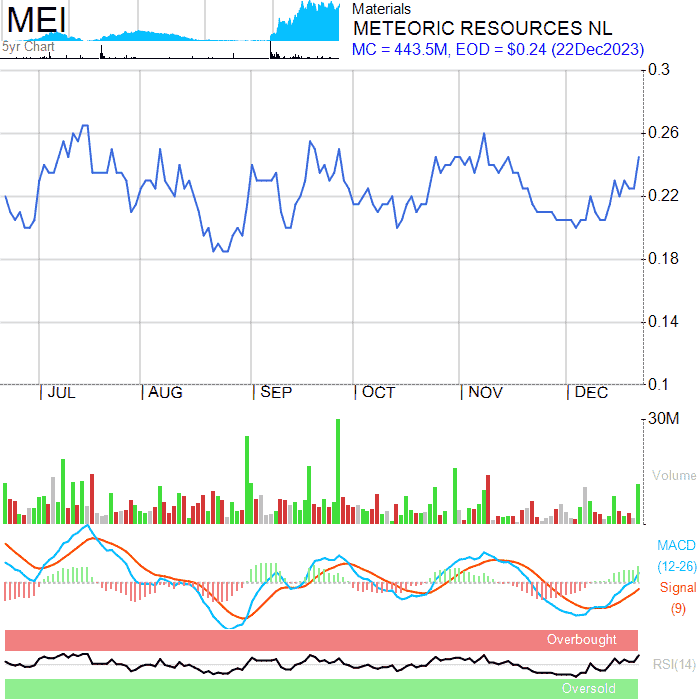 MEI
5yr Chart
Materials
METEORIC RESOURCES NL
MC = 443.5M, EOD = $0.24 (22Dec2023)
0.3
0.26
0.22
0.18
0.14
0.1
JUL AUG SEP OCT NOV DEC
30M
Volume
MACD
(12-26)
Signal
(9)
Overbought
RSI(14)
Oversold